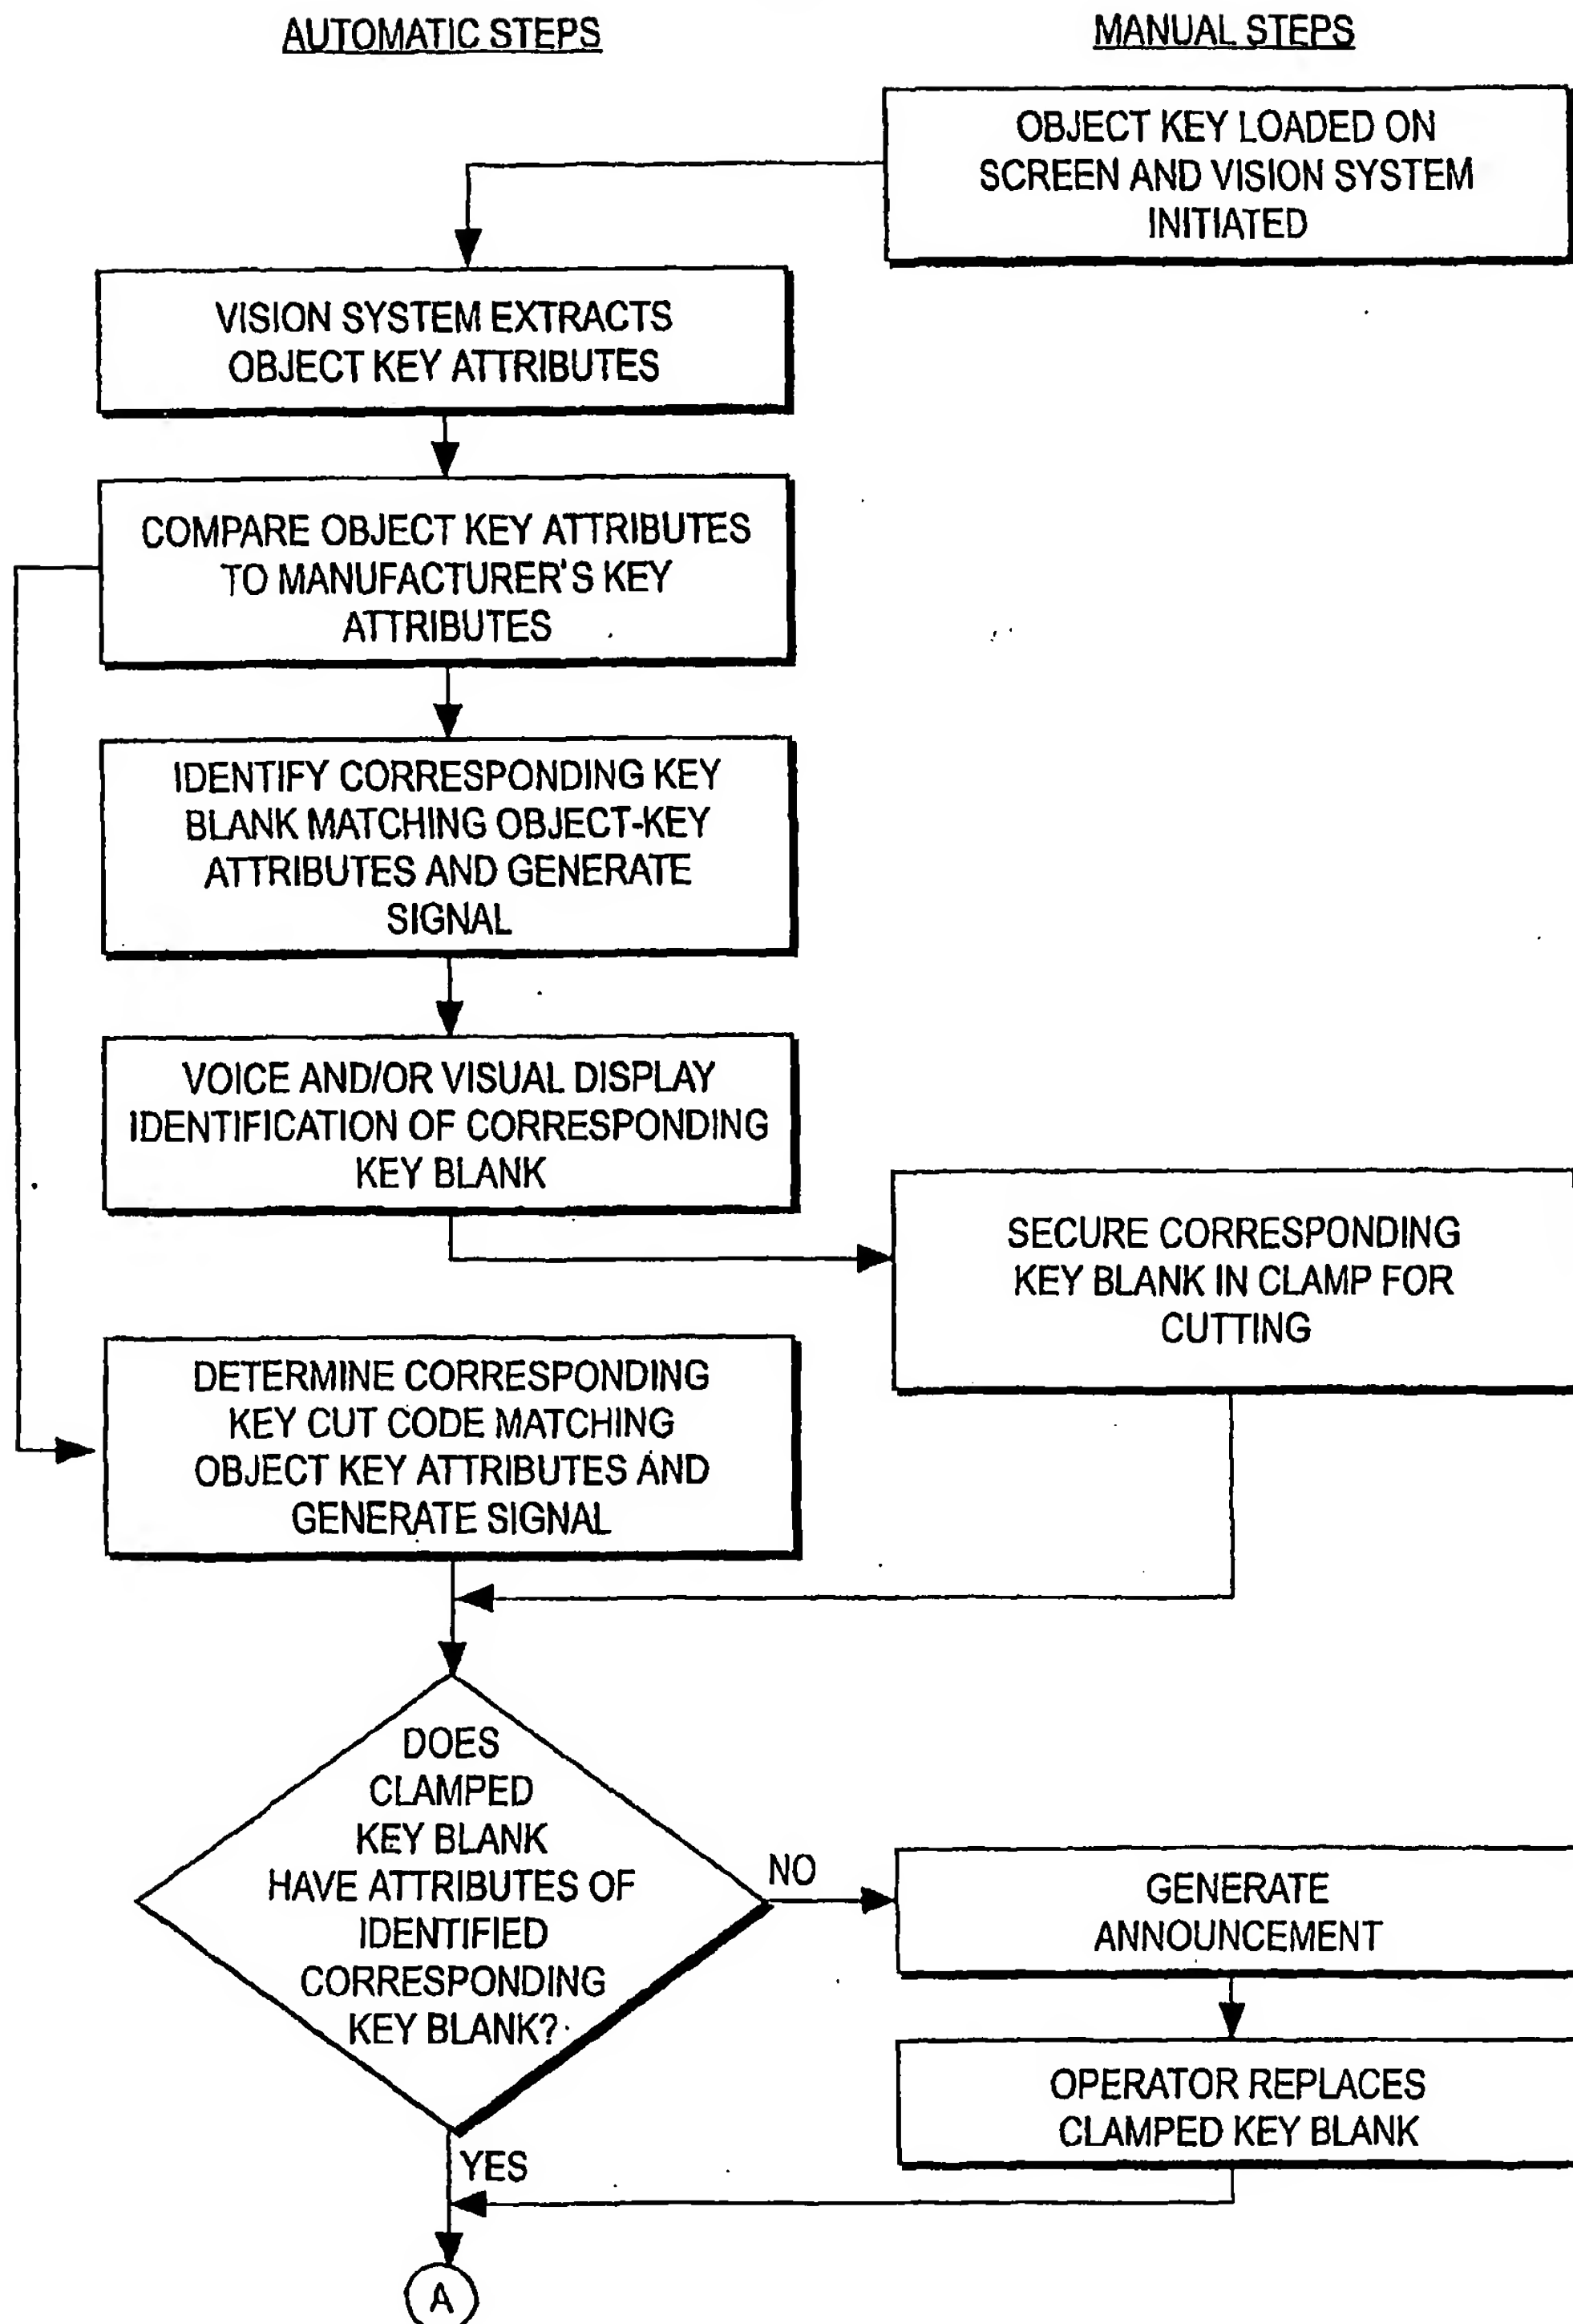 AUTOMATIC STEPS
MANUAL STEPS
OBJECT KEY LOADED ON
SCREEN AND VISION SYSTEM
INITIATED
VISION SYSTEM EXTRACTS
OBJECT KEY ATTRIBUTES
COMPARE OBJECT KEY ATTRIBUTES
TO MANUFACTURER'S KEY
ATTRIBUTES
IDENTIFY CORRESPONDING KEY
BLANK MATCHING OBJECT-KEY
ATTRIBUTES AND GENERATE
SIGNAL
VOICE AND/OR VISUAL DISPLAY
IDENTIFICATION OF CORRESPONDING
KEY BLANK
SECURE CORRESPONDING
KEY BLANK IN CLAMP FOR
CUTTING
DETERMINE CORRESPONDING
KEY CUT CODE MATCHING
OBJECT KEY ATTRIBUTES AND
GENERATE SIGNAL
DOES
CLAMPED
KEY BLANK
HAVE ATTRIBUTES OF
IDENTIFIED
CORRESPONDING
KEY BLANK?
NO
GENERATE
ANNOUNCEMENT
OPERATOR REPLACES
CLAMPED KEY BLANK
YES
A